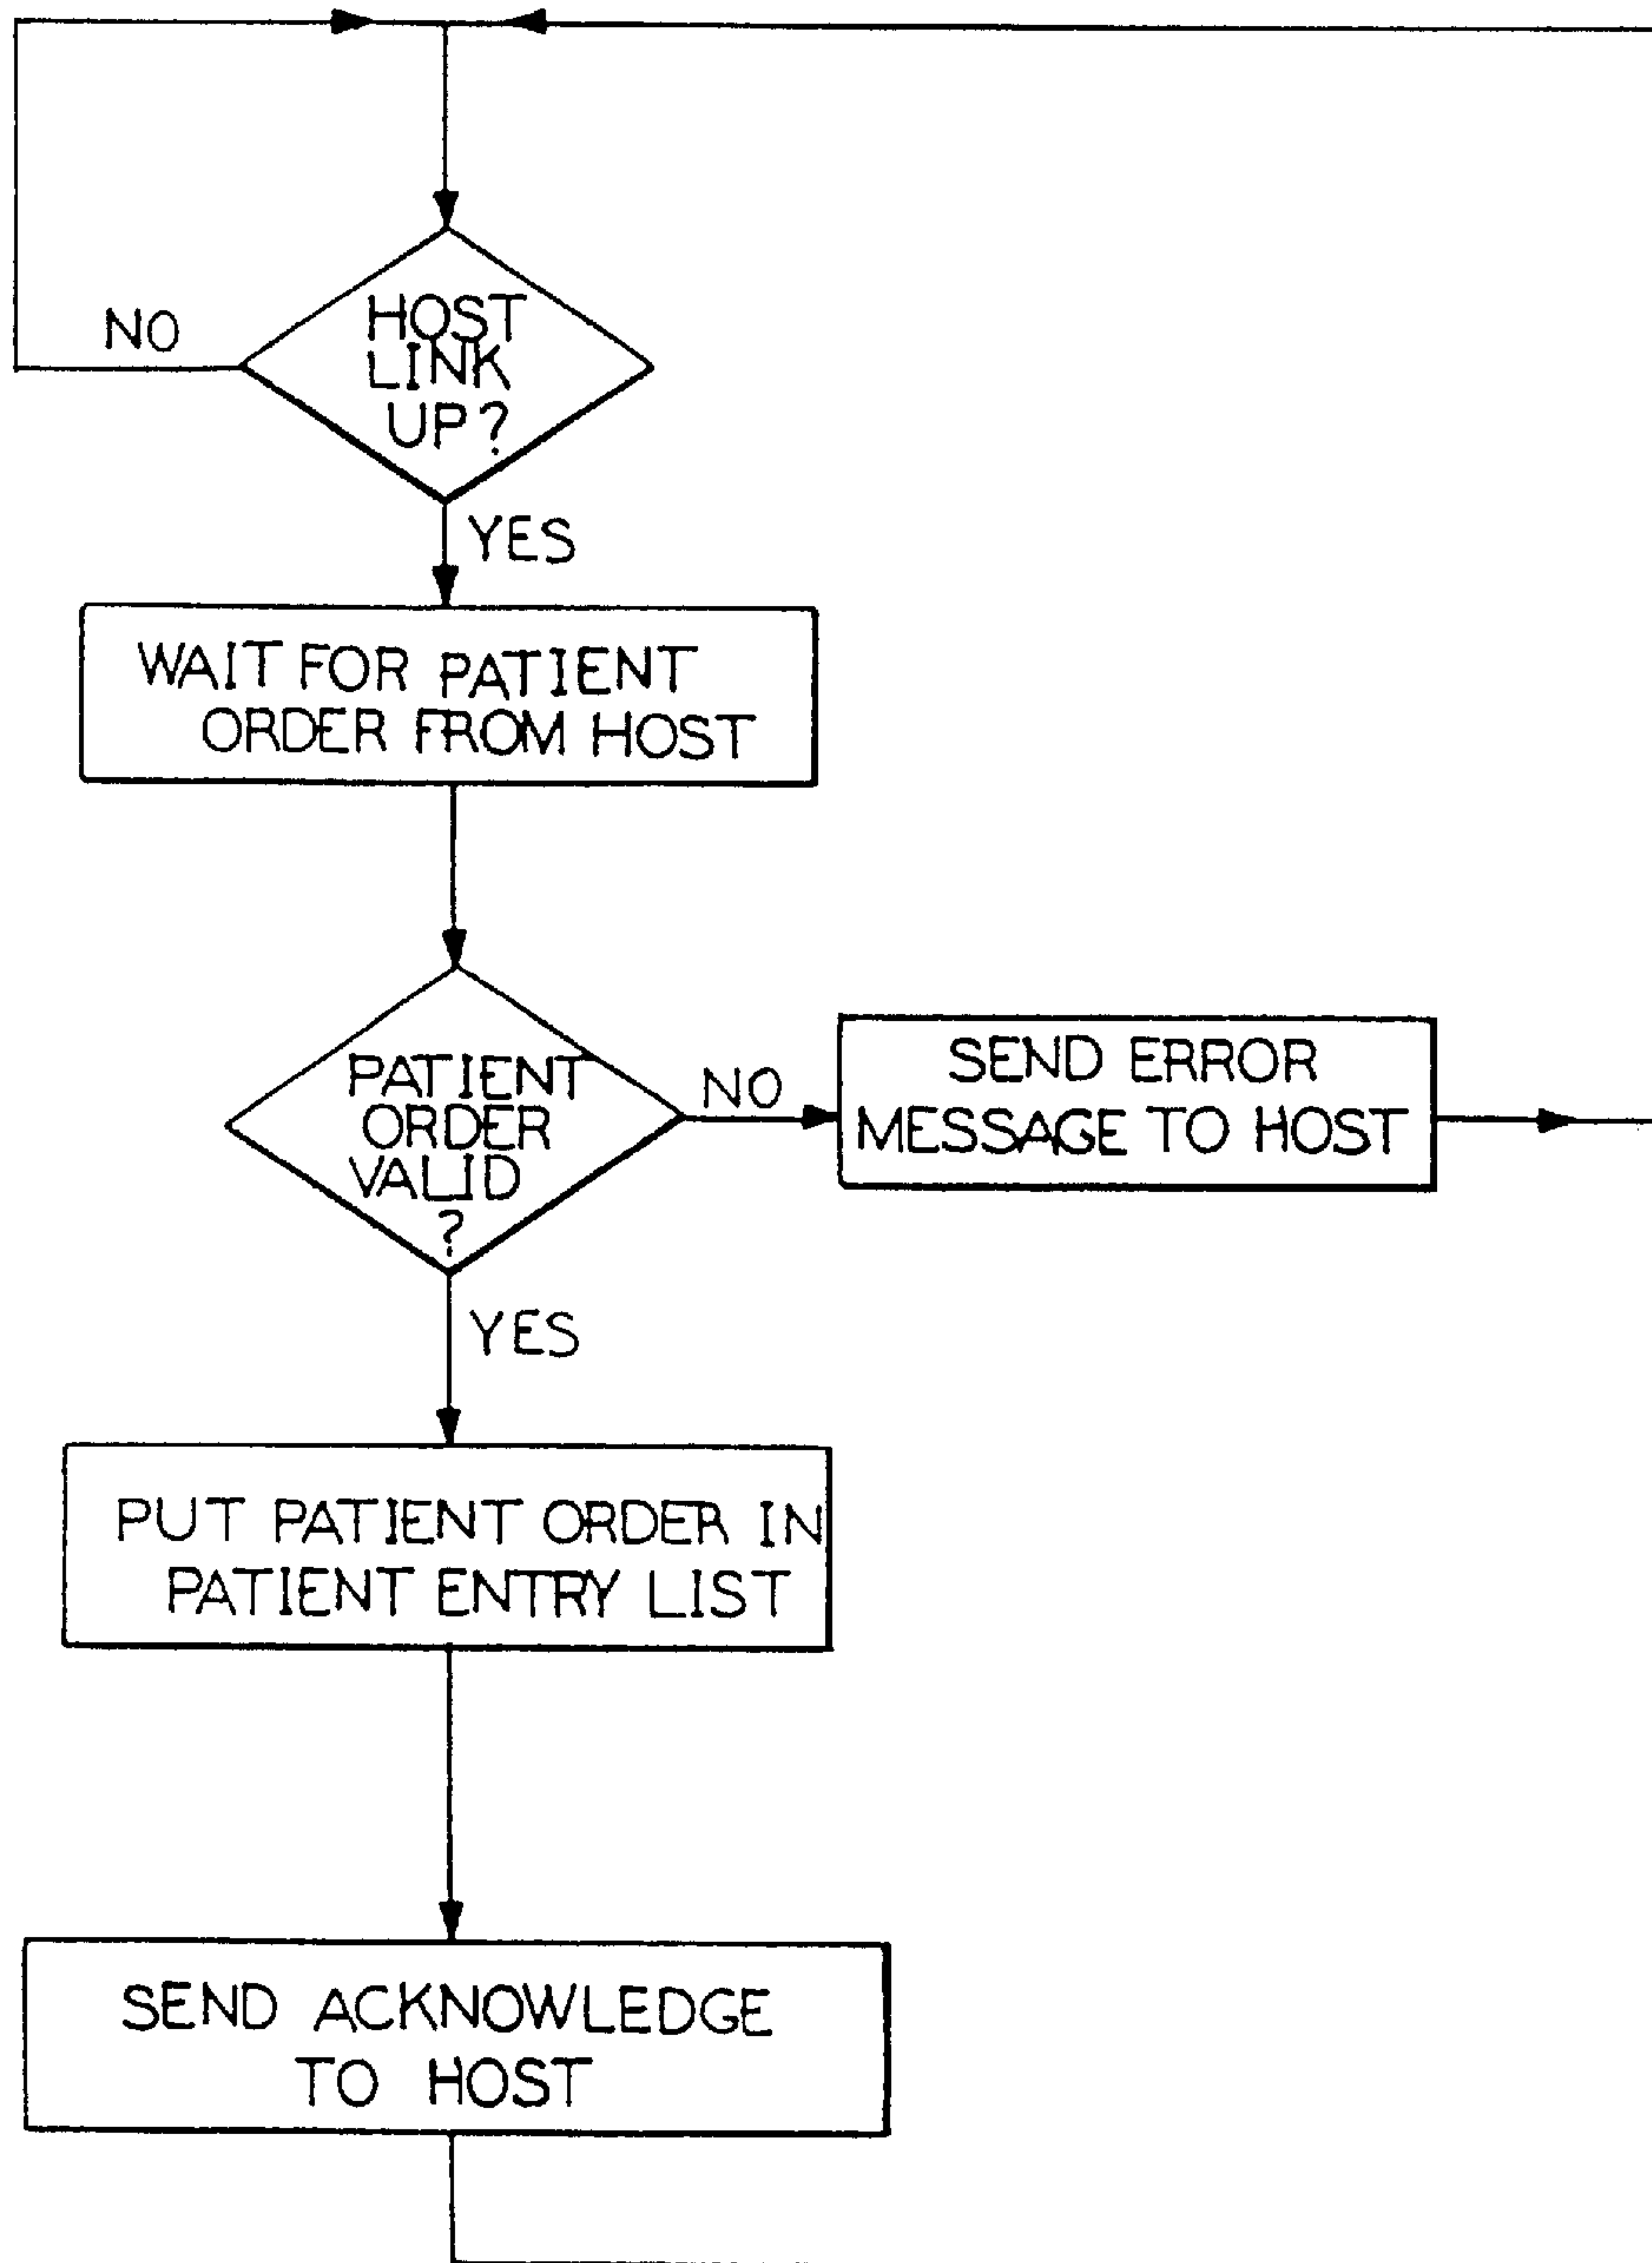 HOST
LINK
UP?
NO
YES
WAIT FOR PATIENT
ORDER FROM HOST
PATIENT
ORDER
VALID
?
NO
SEND ERROR
MESSAGE TO HOST
YES
PUT PATIENT ORDER IN
PATIENT ENTRY LIST
SEND ACKNOWLEDGE
TO HOST